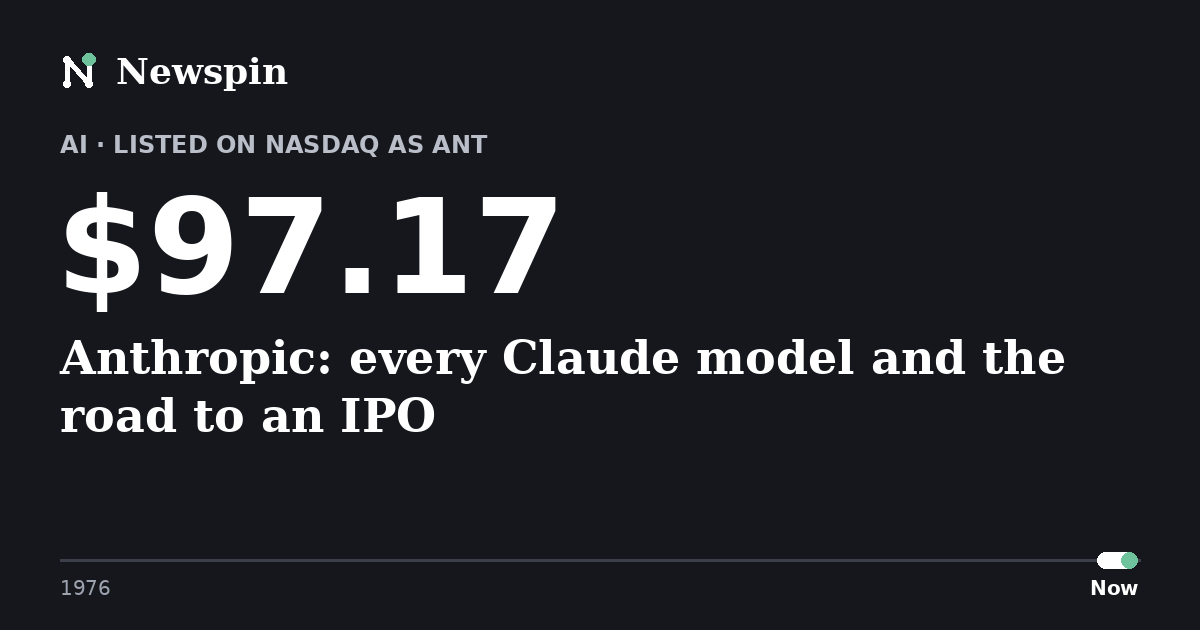 Newspin
AI · LISTED ON NASDAQ AS ANT
$97.17
Anthropic: every Claude model and the
road to an IPO
1976
Now